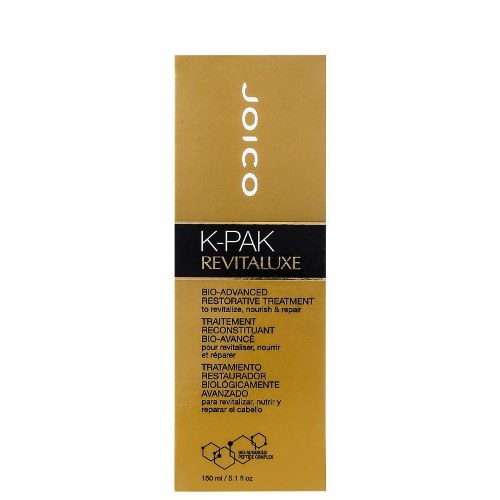 JOICO
K-PAK
REVITALUXE
BIO-ADVANCED
RESTORATIVE TREATMENT
to revitalize, nourish & repair
TRAITEMENT
RECONSTITUANT
BIO-AVANCÉ
pour revitaliser, nourrir
et réparer
TRATAMIENTO
RESTAURADOR
BIOLÓGICAMENTE
AVANZADO
para revitalizar, nutrir y
reparar el cabello
BIO-ADVANCED
PEPTIDE COMPLEX
150 ml / 5.1 fl oz